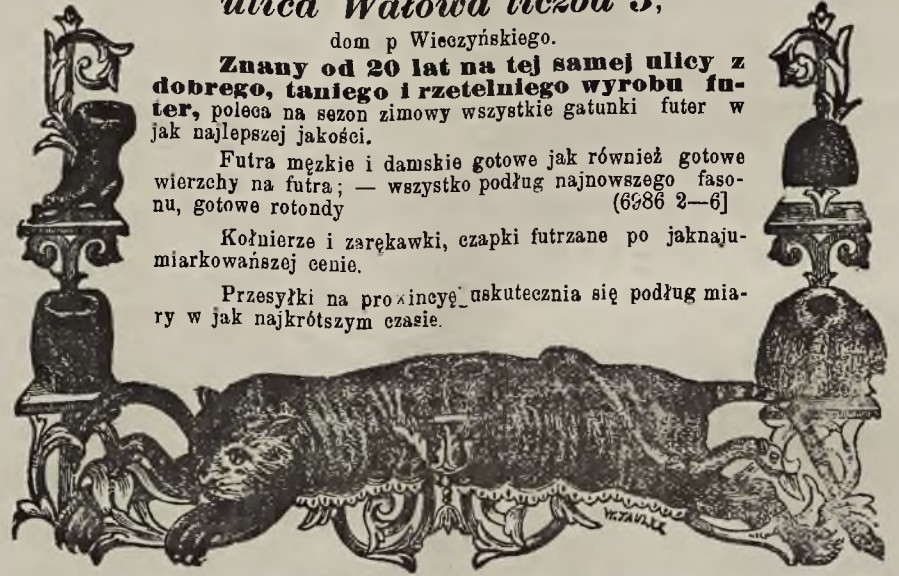 ulica Wałowa liczba 5,
dom p Wieczyńskiego.
Znany od 20 lat na tej samej ulicy z
dobrego, taniego i rzetelniego wyrobu fu-
ter, poleca na sezon zimowy wszystkie gatunki futer w
jak najlepszej jakości.
Futra męzkie i damskie gotowe jak również gotowe
wierzchy na futra; — wszystko podług najnowszego faso-
nu, gotowe rotondy (6986 2—6]
Kołnierze i zarękawki, czapki futrzane po jaknaju-
miarkowańszej cenie.
Przesyłki na prowincyę uskutecznia się podług mia-
ry w jak najkrótszym czasie.